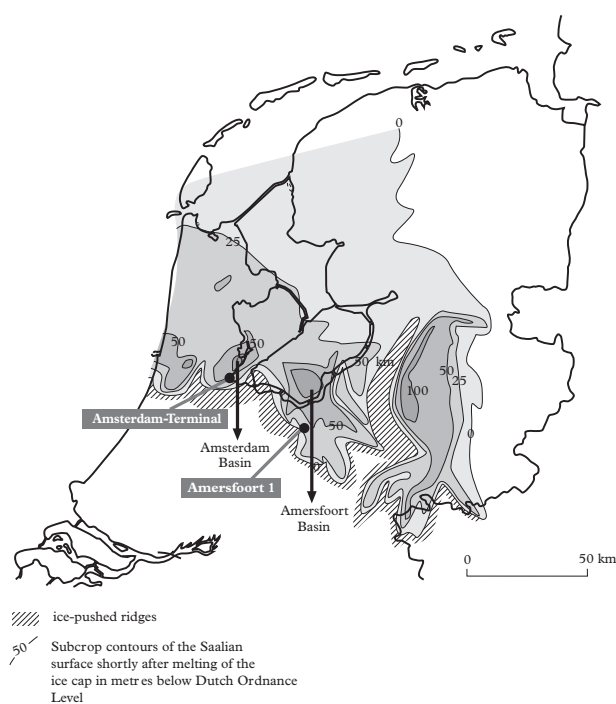 0
25
50
50
50 km
50
25
100
Amsterdam-Terminal
50
0
Amsterdam
Basin
Amersfoort 1
0
Amersfoort
Basin
0 50 km
ice-pushed ridges
50
Subcrop contours of the Saalian
surface shortly after melting of the
ice cap in metres below Dutch Ordnance
Level